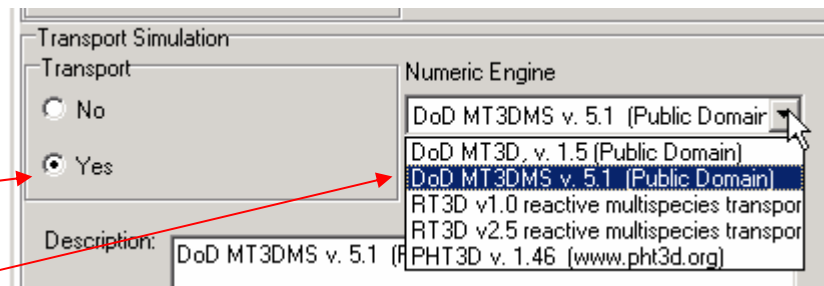 Transport Simulation
Transport
No
Yes
Numeric Engine
DoD MT3DMS v. 5.1 (Public Domain
DoD MT3D, v. 1.5 (Public Domain)
DoD MT3DMS v. 5.1 (Public Domain)
RT3D v1.0 reactive multispecies transpor
RT3D v2.5 reactive multispecies transpor
PHT3D v. 1.46 (www.pht3d.org)
Description:
DoD MT3DMS v. 5.1 (